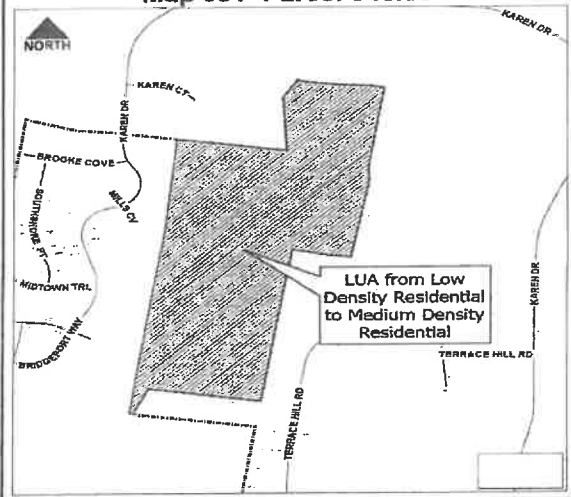 NORTH
KAREN DR
KAREN CT
KAREN DR
BROOKE COVE
MILLS CV
MIDTOWN TRL
BRIDGEPORT WAY
LUA from Low
Density Residential
to Medium Density
Residential
KAREN DR
TERRACE HILL RD
TERRACE HILL RD